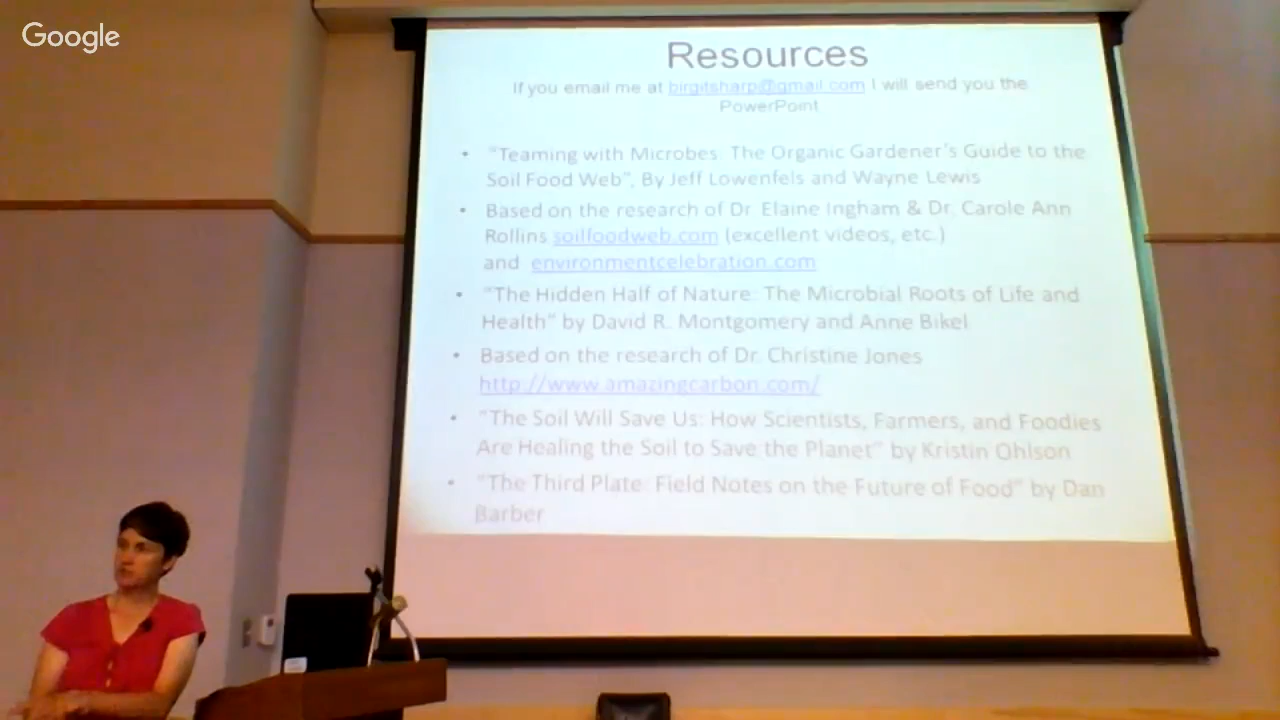 Google
Resources
If you email me at birgitsharp@gmail.com I will send you the
PowerPoint
• "Teaming with Microbes: The Organic Gardener's Guide to the
Soil Food Web", By Jeff Lowenfels and Wayne Lewis
• Based on the research of Dr. Elaine Ingham & Dr. Carole Ann
Rollins soilfoodweb.com (excellent videos, etc.)
and environmentcelebration.com
• "The Hidden Half of Nature: The Microbial Roots of Life and
Health" by David R. Montgomery and Anne Bikel
• Based on the research of Dr. Christine Jones
http://www.amazingcarbon.com/
• "The Soil Will Save Us: How Scientists, Farmers, and Foodies
Are Healing the Soil to Save the Planet" by Kristin Ohlson
• "The Third Plate: Field Notes on the Future of Food" by Dan
Barber